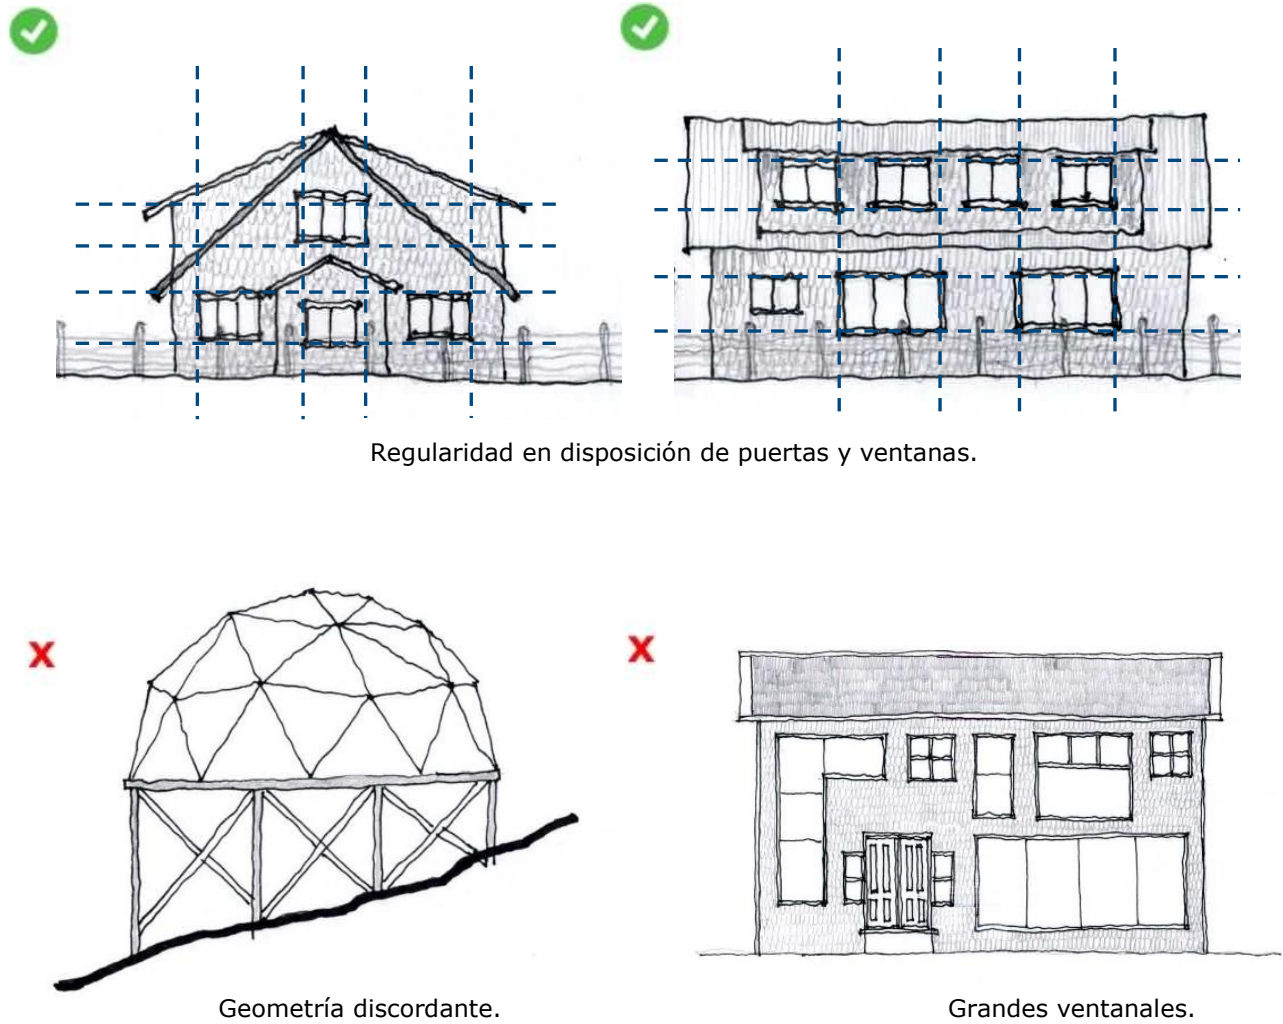 Regularidad en disposición de puertas y ventanas.
Geometría discordante.
Grandes ventanales.